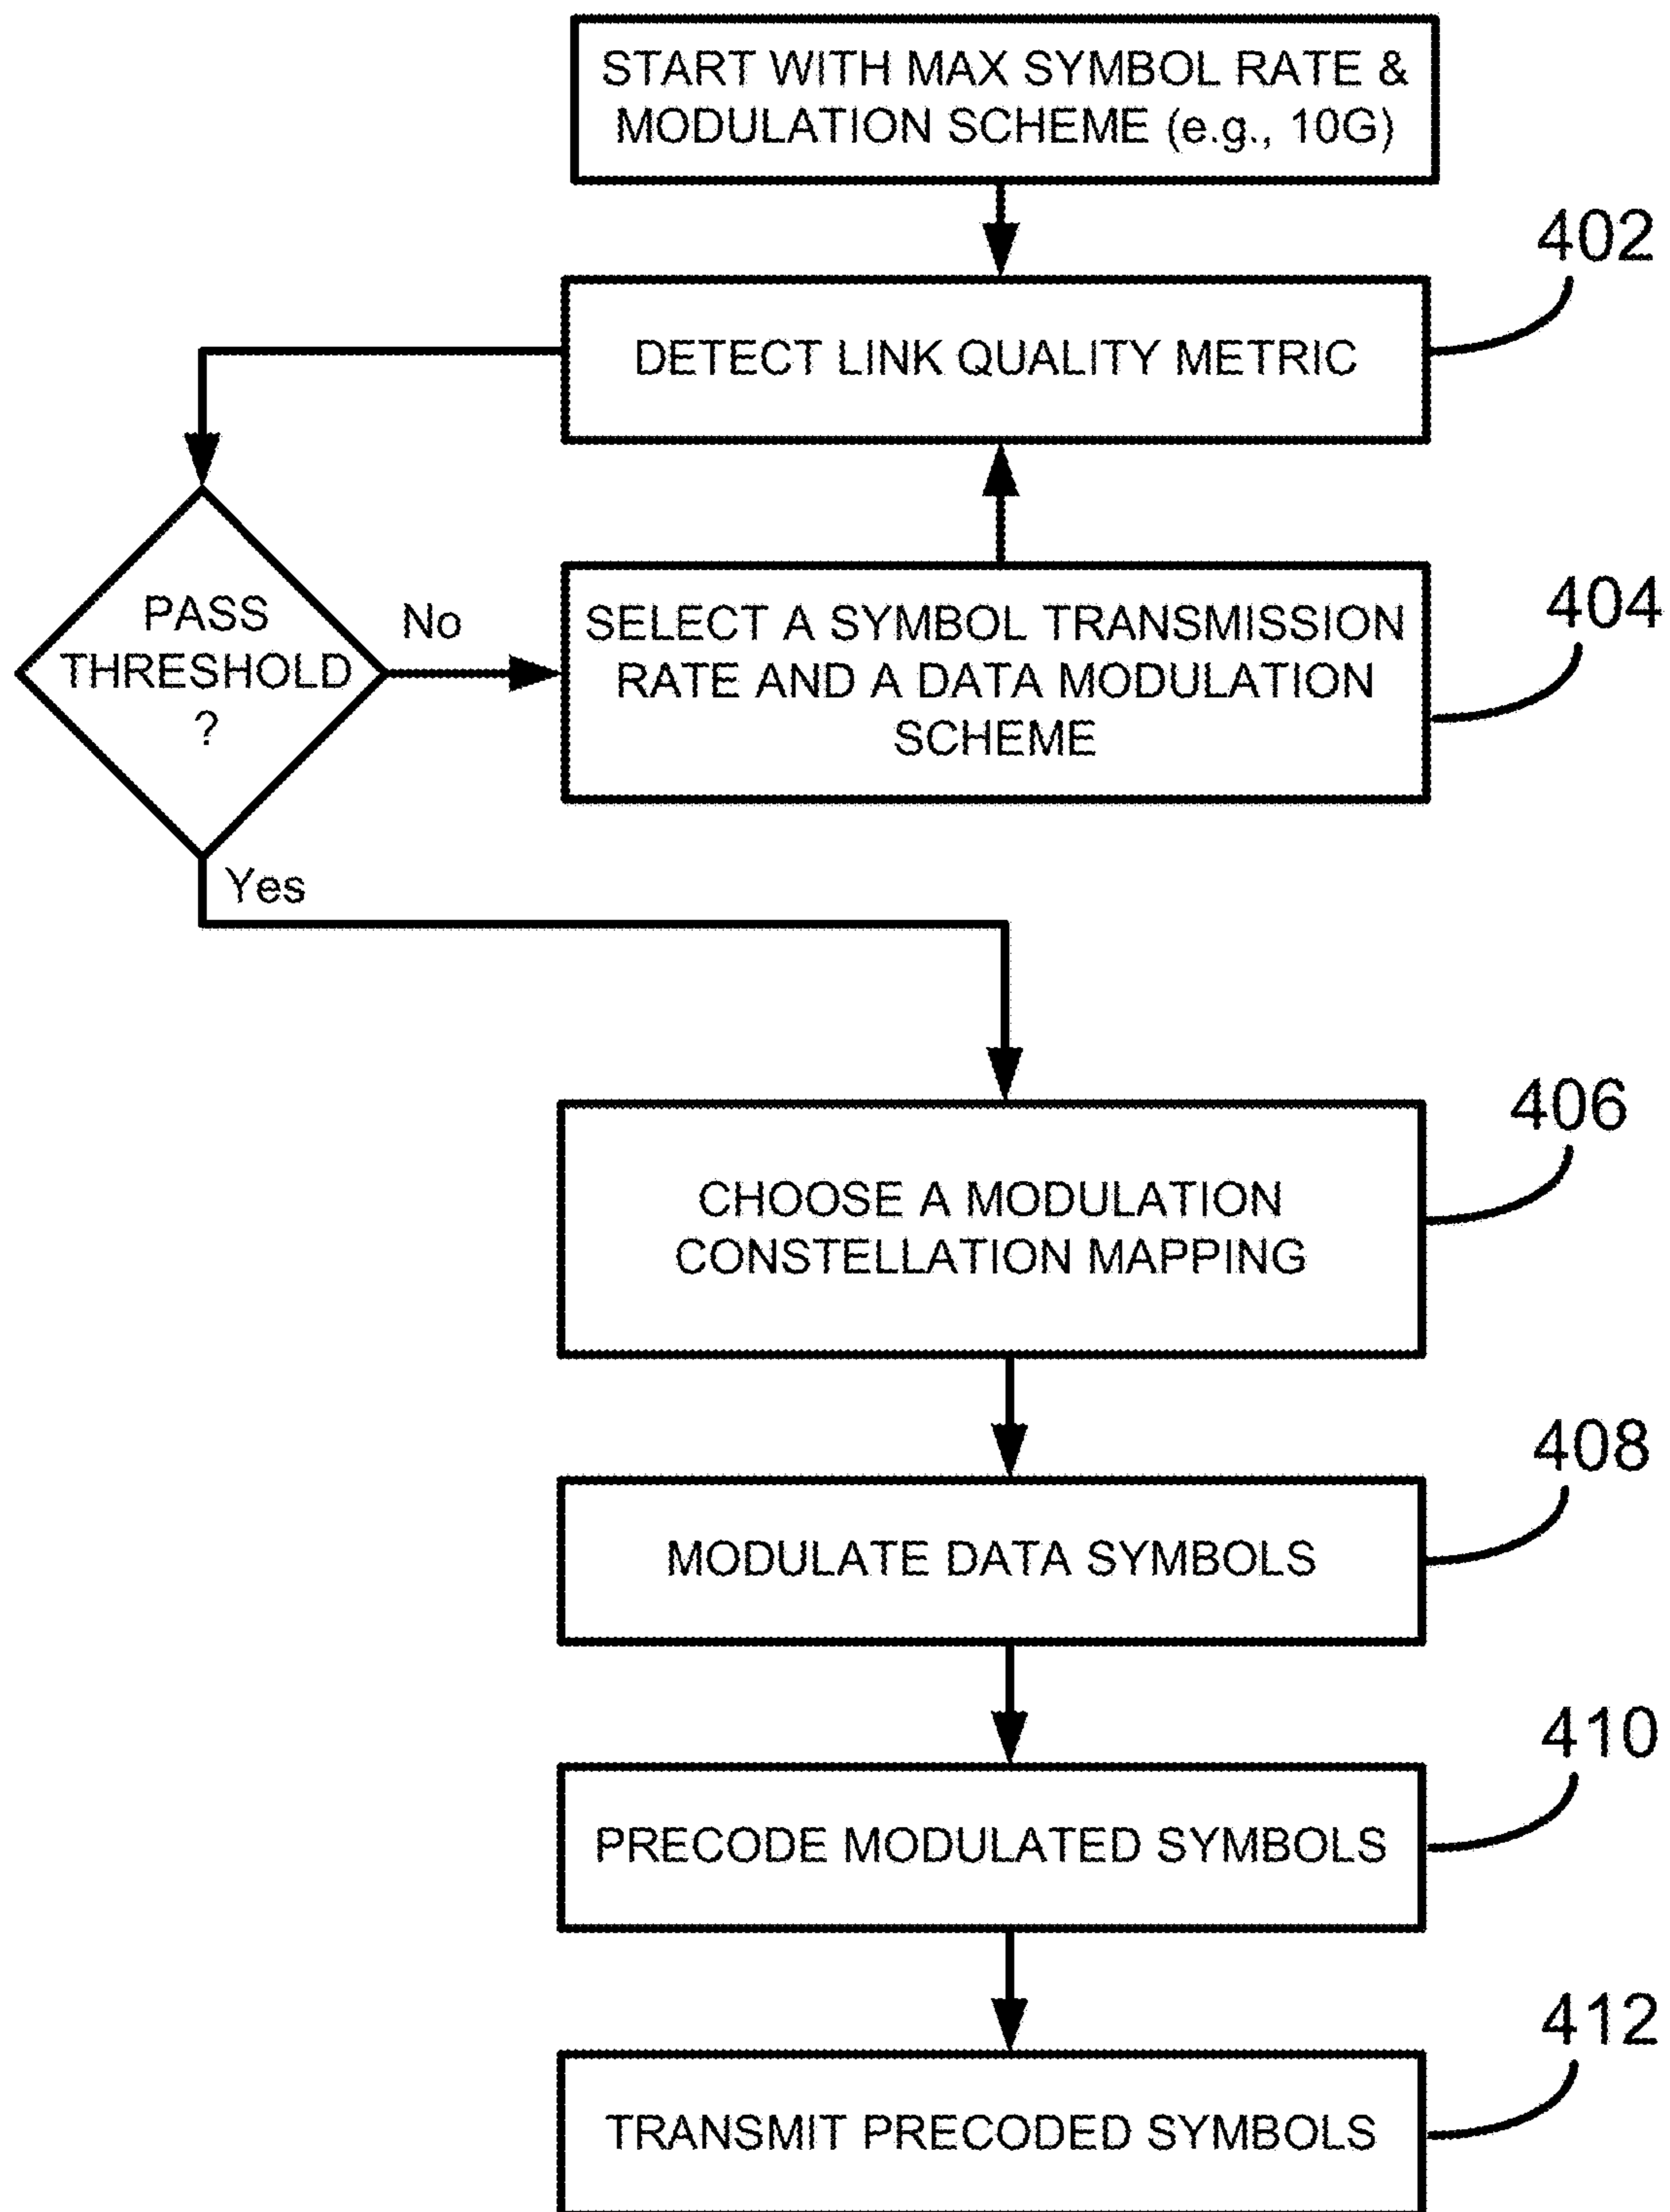 START WITH MAX SYMBOL RATE &
MODULATION SCHEME (e.g., 10G)
402
DETECT LINK QUALITY METRIC
404
PASS
THRESHOLD
?
No
SELECT A SYMBOL TRANSMISSION
RATE AND A DATA MODULATION
SCHEME
Yes
406
CHOOSE A MODULATION
CONSTELLATION MAPPING
408
MODULATE DATA SYMBOLS
410
PRECODE MODULATED SYMBOLS
412
TRANSMIT PRECODED SYMBOLS